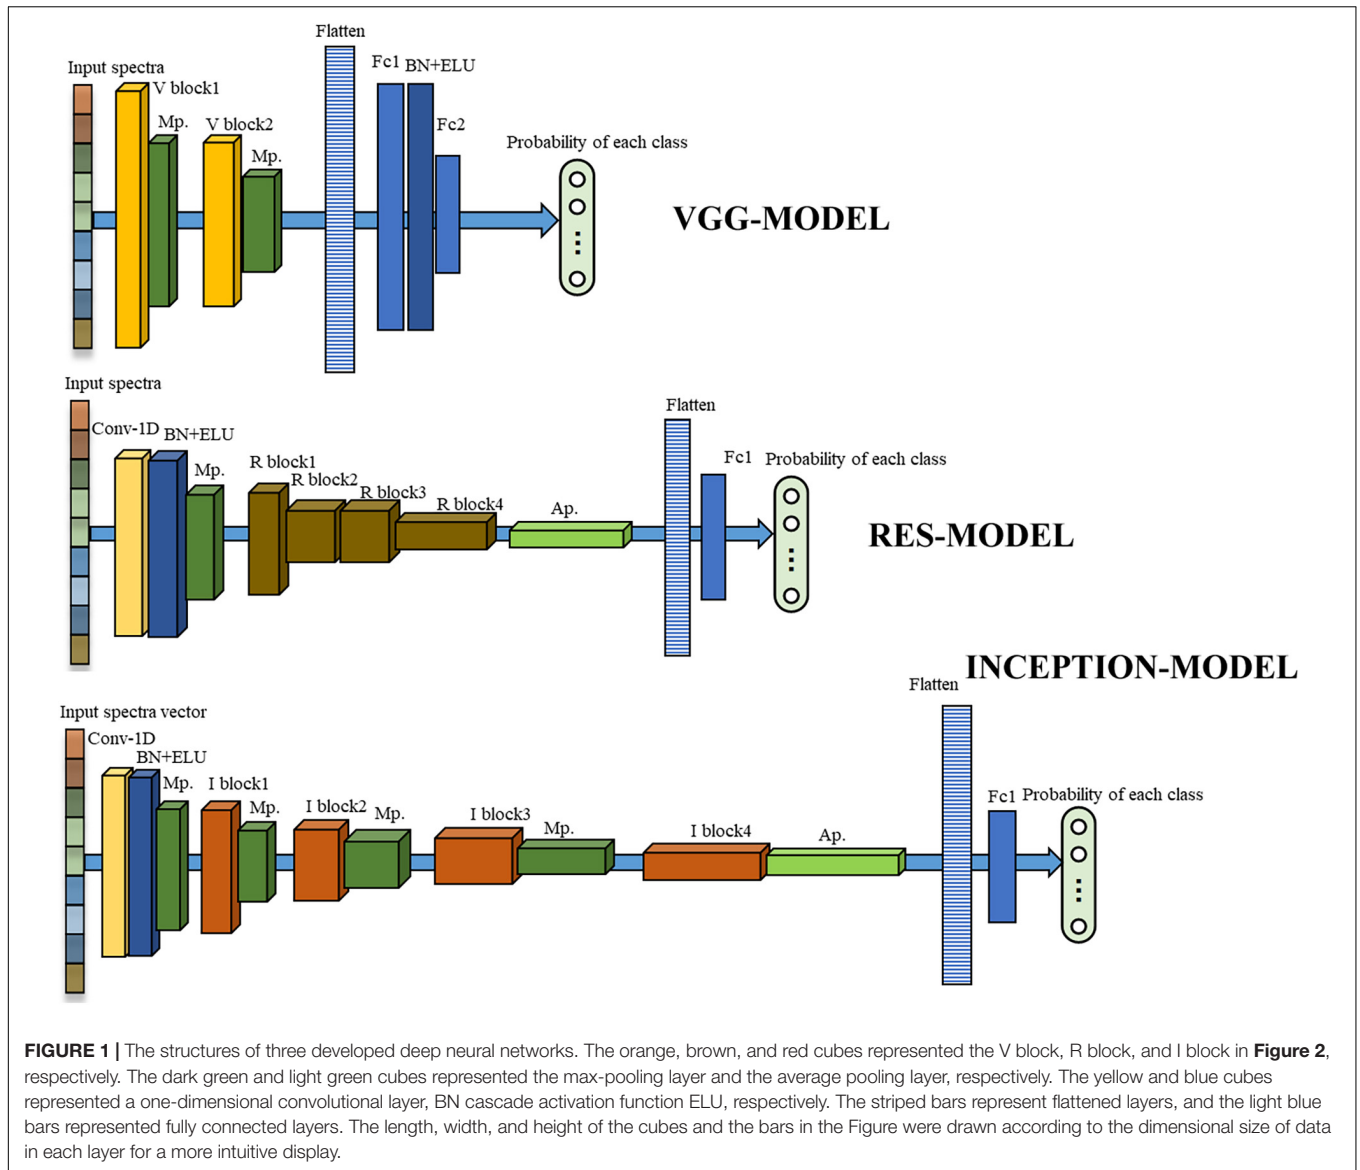 Flatten
Input spectra
V block1
Mp.
V block2
Mp.
Fc1 BN+ELU
Fc2
Probability of each class
...
VGG-MODEL
Input spectra
Conv-1D
BN+ELU
Mp.
R block1
R block2
R block3
R block4
Ap.
Flatten
Fc1
Probability of each class
...
RES-MODEL
INCEPTION-MODEL
Input spectra vector
Conv-1D
BN+ELU
Mp.
I block1
Mp.
I block2
Mp.
I block3
Mp.
I block4
Ap.
Flatten
Fc1
Probability of each class
...
FIGURE 1 | The structures of three developed deep neural networks. The orange, brown, and red cubes represented the V block, R block, and I block in Figure 2,
respectively. The dark green and light green cubes represented the max-pooling layer and the average pooling layer, respectively. The yellow and blue cubes
represented a one-dimensional convolutional layer, BN cascade activation function ELU, respectively. The striped bars represent flattened layers, and the light blue
bars represented fully connected layers. The length, width, and height of the cubes and the bars in the Figure were drawn according to the dimensional size of data
in each layer for a more intuitive display.